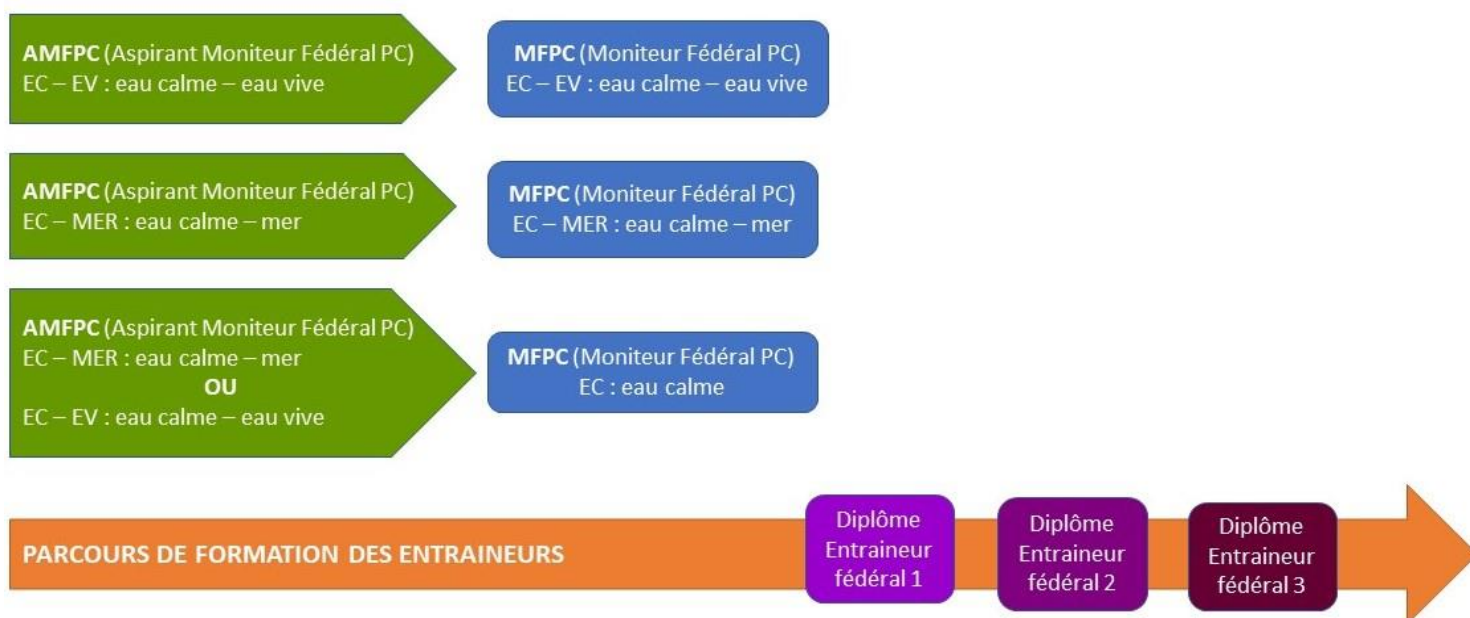 AMFPC (Aspirant Moniteur Fédéral PC)
EC – EV : eau calme – eau vive
MFPC (Moniteur Fédéral PC)
EC – EV : eau calme – eau vive
AMFPC (Aspirant Moniteur Fédéral PC)
EC – MER : eau calme – mer
MFPC (Moniteur Fédéral PC)
EC – MER : eau calme – mer
AMFPC (Aspirant Moniteur Fédéral PC)
EC – MER : eau calme – mer
OU
EC – EV : eau calme – eau vive
MFPC (Moniteur Fédéral PC)
EC : eau calme
PARCOURS DE FORMATION DES ENTRAINEURS
Diplôme
Entraineur
fédéral 1
Diplôme
Entraineur
fédéral 2
Diplôme
Entraineur
fédéral 3